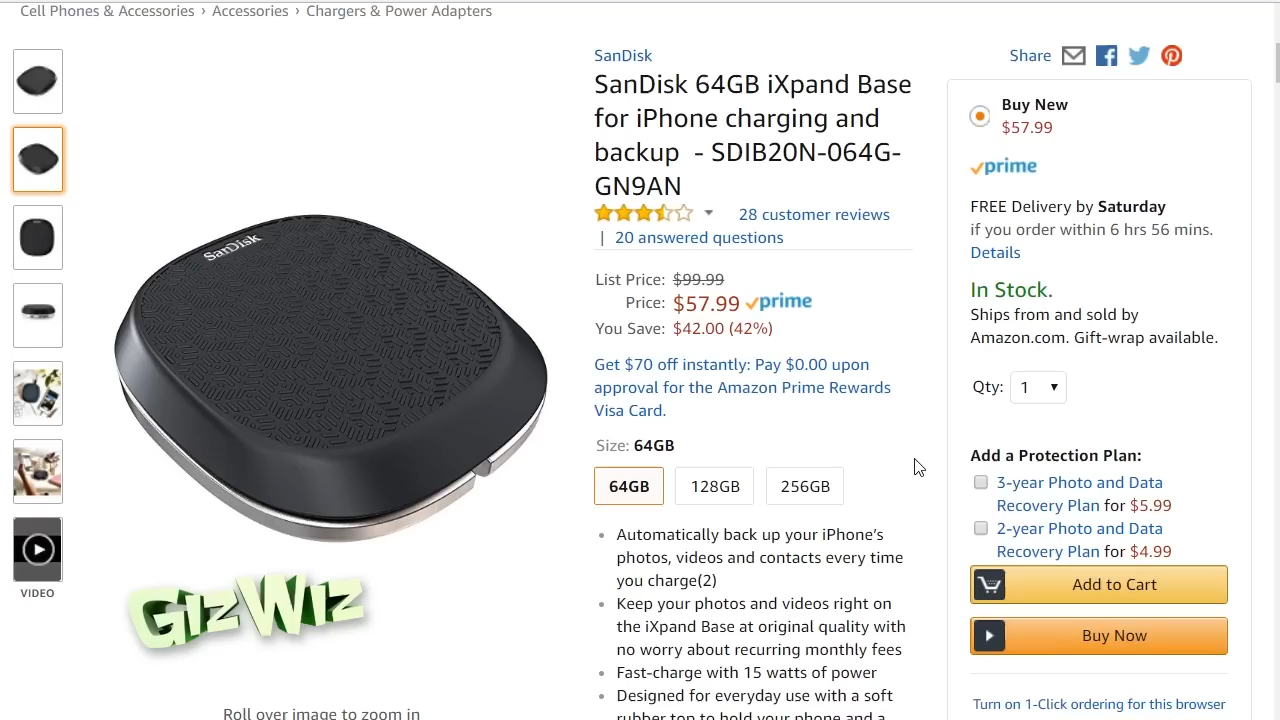 Cell Phones & Accessories › Accessories › Chargers & Power Adapters
VIDEO
SanDisk
GizWiz
Roll over image to zoom in
SanDisk
SanDisk 64GB iXpand Base
for iPhone charging and
backup - SDIB20N-064G-
GN9AN
28 customer reviews
| 20 answered questions
List Price: $99.99
Price: $57.99 prime
You Save: $42.00 (42%)
Get $70 off instantly: Pay $0.00 upon
approval for the Amazon Prime Rewards
Visa Card.
Size: 64GB
64GB 128GB 256GB
• Automatically back up your iPhone’s
photos, videos and contacts every time
you charge(2)
• Keep your photos and videos right on
the iXpand Base at original quality with
no worry about recurring monthly fees
• Fast-charge with 15 watts of power
• Designed for everyday use with a soft
rubber top to hold your phone and a
Share
Buy New
$57.99
prime
FREE Delivery by Saturday
if you order within 6 hrs 56 mins.
Details
In Stock.
Ships from and sold by
Amazon.com. Gift-wrap available.
Qty: 1
Add a Protection Plan:
3-year Photo and Data
Recovery Plan for $5.99
2-year Photo and Data
Recovery Plan for $4.99
Add to Cart
Buy Now
Turn on 1-Click ordering for this browser